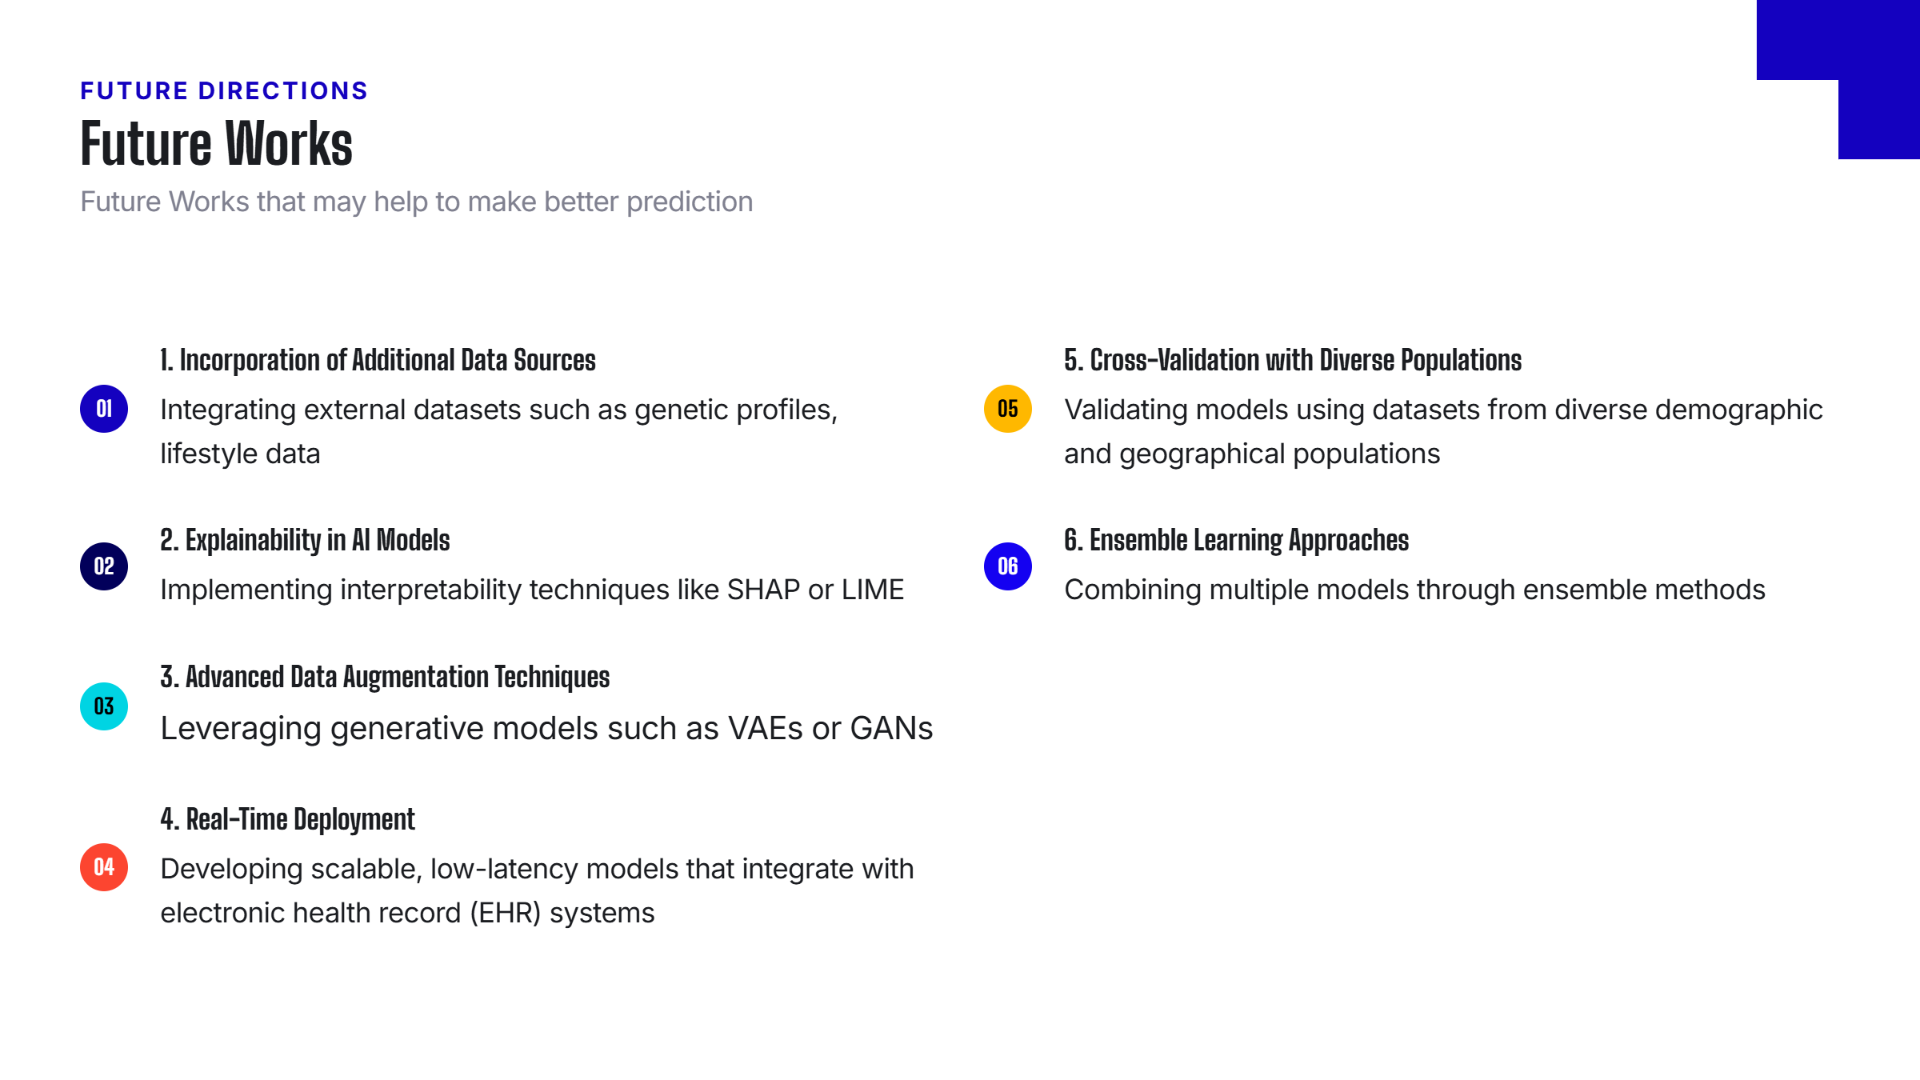 FUTURE DIRECTIONS
Future Works
Future Works that may help to make better prediction
01
1. Incorporation of Additional Data Sources
Integrating external datasets such as genetic profiles,
lifestyle data
02
2. Explainability in AI Models
Implementing interpretability techniques like SHAP or LIME
03
3. Advanced Data Augmentation Techniques
Leveraging generative models such as VAEs or GANs
04
4. Real-Time Deployment
Developing scalable, low-latency models that integrate with
electronic health record (EHR) systems
05
5. Cross-Validation with Diverse Populations
Validating models using datasets from diverse demographic
and geographical populations
06
6. Ensemble Learning Approaches
Combining multiple models through ensemble methods